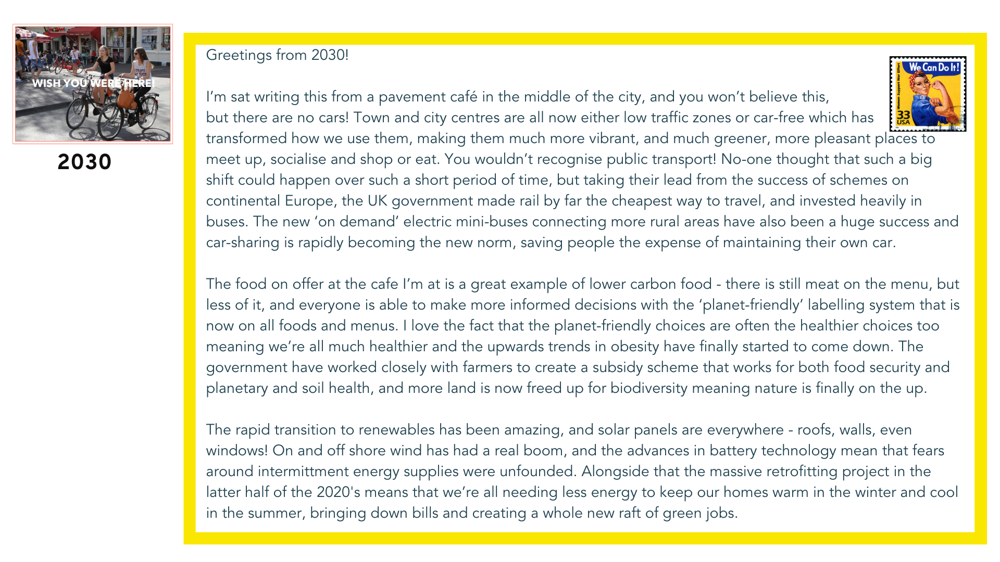 WISH YOU WERE HERE!
2030
Greetings from 2030!
I’m sat writing this from a pavement café in the middle of the city, and you won’t believe this,
but there are no cars! Town and city centres are all now either low traffic zones or car-free which has
transformed how we use them, making them much more vibrant, and much greener, more pleasant places to
meet up, socialise and shop or eat. You wouldn’t recognise public transport! No-one thought that such a big
shift could happen over such a short period of time, but taking their lead from the success of schemes on
continental Europe, the UK government made rail by far the cheapest way to travel, and invested heavily in
buses. The new ‘on demand’ electric mini-buses connecting more rural areas have also been a huge success and
car-sharing is rapidly becoming the new norm, saving people the expense of maintaining their own car.
The food on offer at the cafe I’m at is a great example of lower carbon food - there is still meat on the menu, but
less of it, and everyone is able to make more informed decisions with the ‘planet-friendly’ labelling system that is
now on all foods and menus. I love the fact that the planet-friendly choices are often the healthier choices too
meaning we’re all much healthier and the upwards trends in obesity have finally started to come down. The
government have worked closely with farmers to create a subsidy scheme that works for both food security and
planetary and soil health, and more land is now freed up for biodiversity meaning nature is finally on the up.
The rapid transition to renewables has been amazing, and solar panels are everywhere - roofs, walls, even
windows! On and off shore wind has had a real boom, and the advances in battery technology mean that fears
around intermittment energy supplies were unfounded. Alongside that the massive retrofitting project in the
latter half of the 2020's means that we’re all needing less energy to keep our homes warm in the winter and cool
in the summer, bringing down bills and creating a whole new raft of green jobs.
We Can Do It!
Women Support War Effort
33
USA